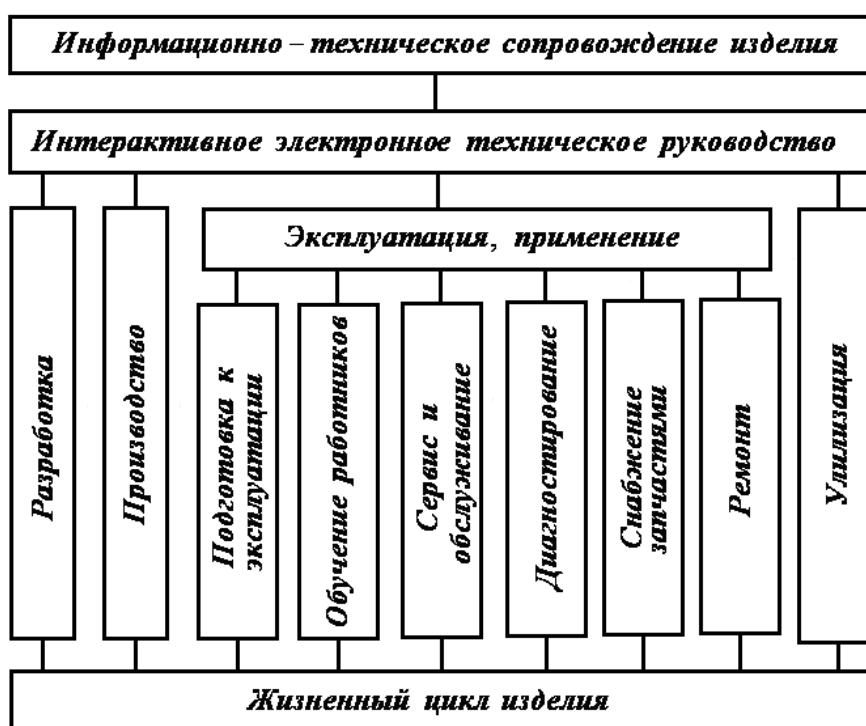 Информационно – техническое сопровождение изделия
Интерактивное электронное техническое руководство
Эксплуатация, применение
Разработка
Производство
Подготовка к
эксплуатации
Обучение работников
Сервис и
обслуживание
Диагностирование
Снабжение
запчастями
Ремонт
Улилизация
Жизненный цикл изделия